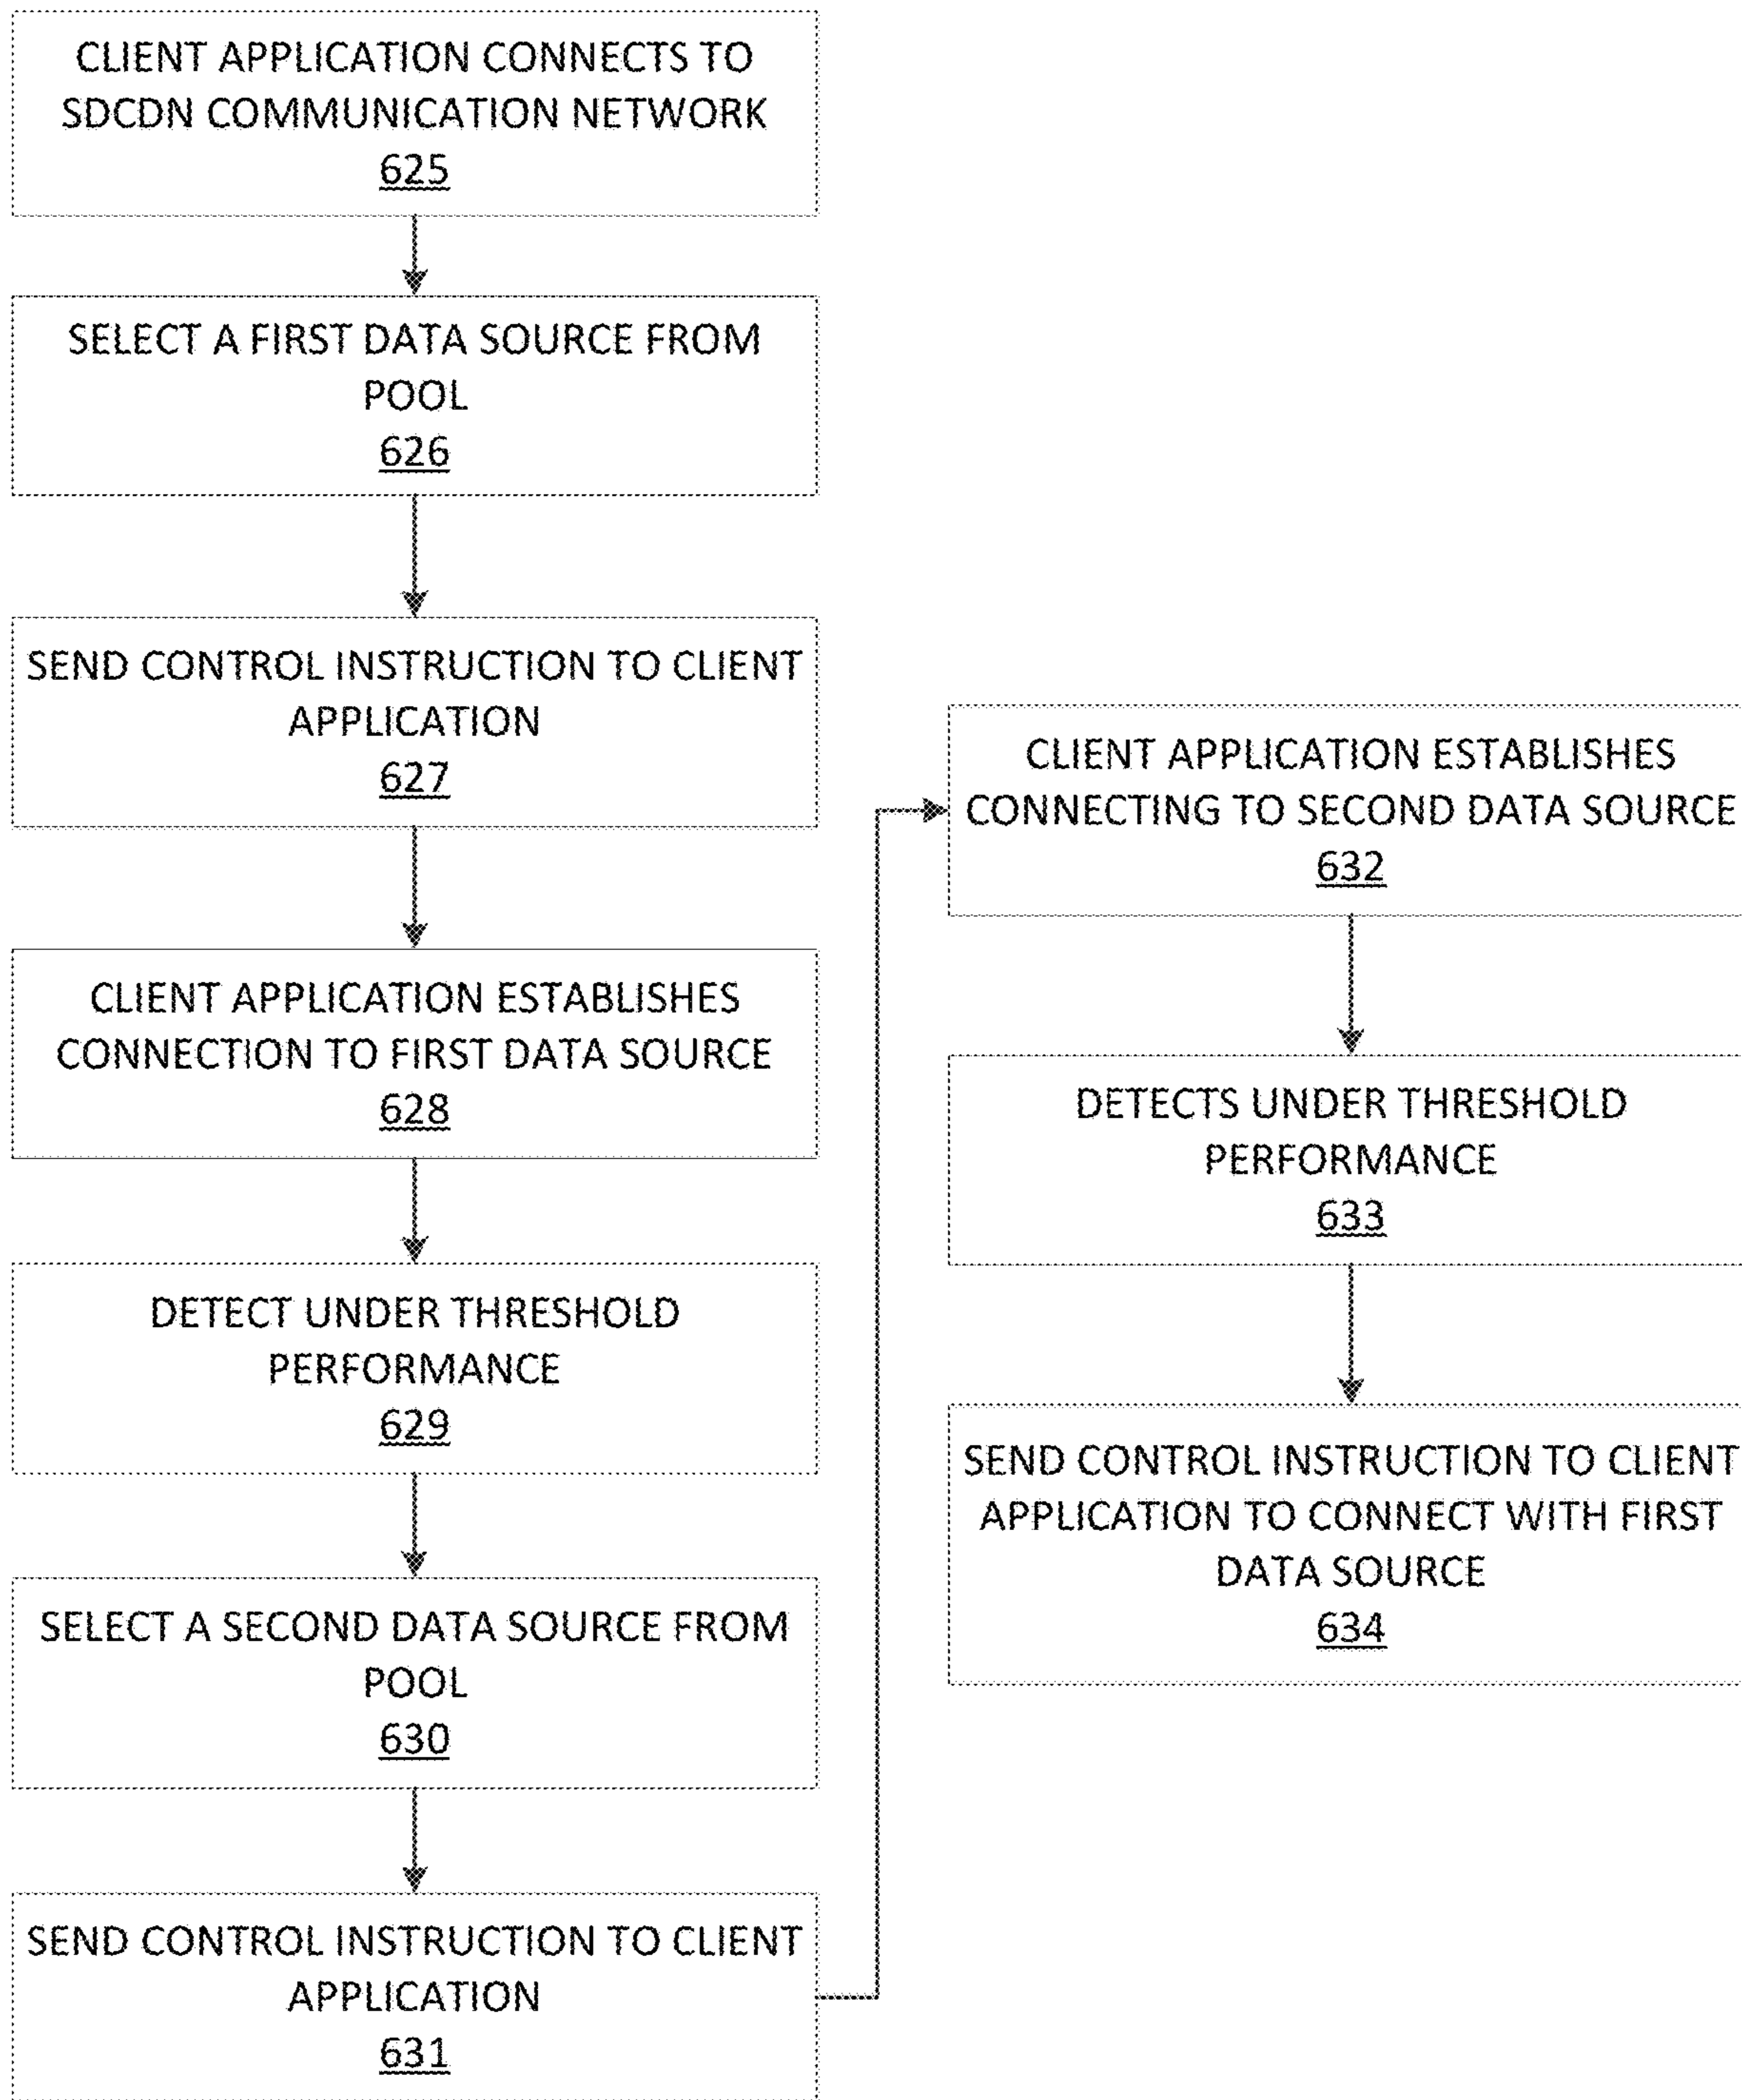 CLIENT APPLICATION CONNECTS TO
SDCDN COMMUNICATION NETWORK
625
SELECT A FIRST DATA SOURCE FROM
POOL
626
SEND CONTROL INSTRUCTION TO CLIENT
APPLICATION
627
CLIENT APPLICATION ESTABLISHES
CONNECTION TO FIRST DATA SOURCE
628
DETECT UNDER THRESHOLD
PERFORMANCE
629
SELECT A SECOND DATA SOURCE FROM
POOL
630
SEND CONTROL INSTRUCTION TO CLIENT
APPLICATION
631
CLIENT APPLICATION ESTABLISHES
CONNECTING TO SECOND DATA SOURCE
632
DETECTS UNDER THRESHOLD
PERFORMANCE
633
SEND CONTROL INSTRUCTION TO CLIENT
APPLICATION TO CONNECT WITH FIRST
DATA SOURCE
634